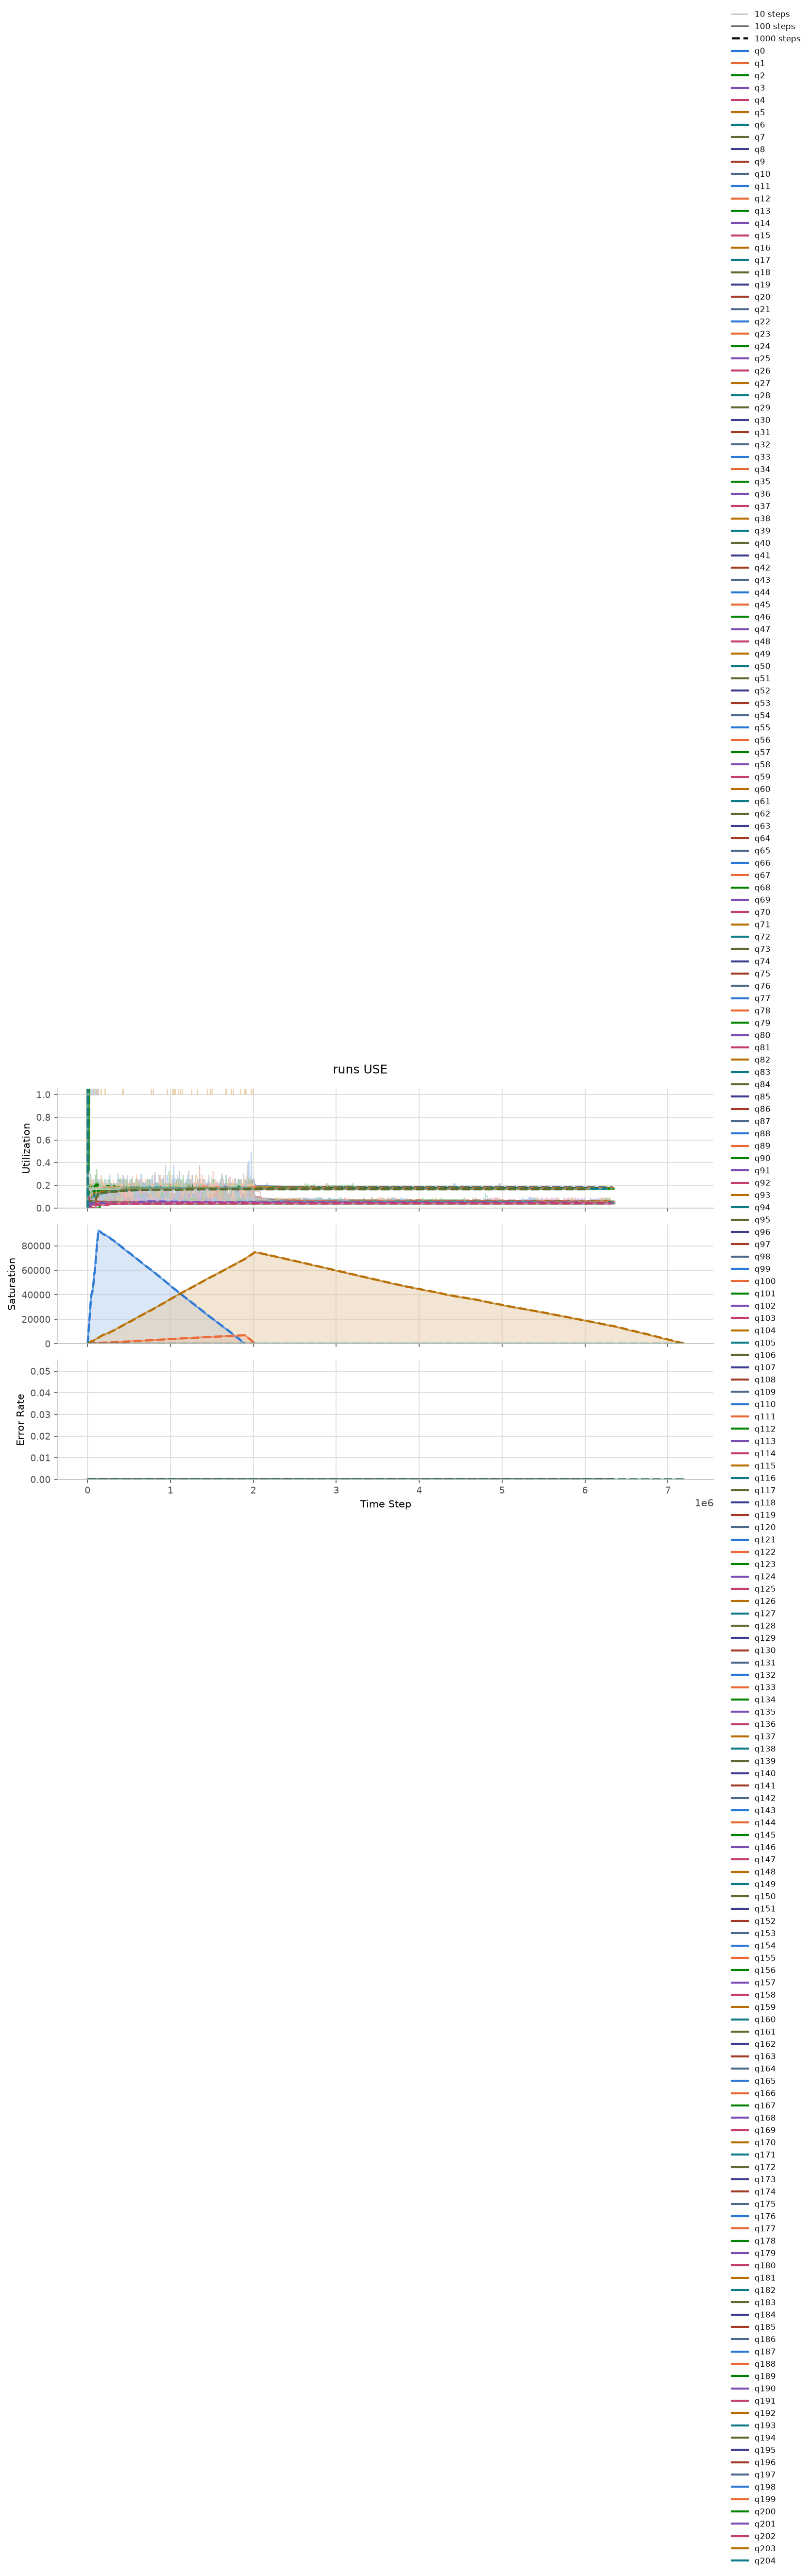 10 steps
100 steps
1000 steps
q0
q1
q2
q3
q4
q5
q6
q7
q8
q9
q10
q11
q12
q13
q14
q15
q16
q17
q18
q19
q20
q21
q22
q23
q24
q25
q26
q27
q28
q29
q30
q31
q32
q33
q34
q35
q36
q37
q38
q39
q40
q41
q42
q43
q44
q45
q46
q47
q48
q49
q50
q51
q52
q53
q54
q55
q56
q57
q58
q59
q60
q61
q62
q63
q64
q65
q66
q67
q68
q69
q70
q71
q72
q73
q74
q75
q76
q77
q78
q79
q80
q81
q82
q83
q84
q85
q86
q87
q88
q89
q90
q91
q92
q93
q94
q95
q96
q97
q98
q99
q100
q101
q102
q103
q104
q105
q106
q107
q108
q109
q110
q111
q112
q113
q114
q115
q116
q117
q118
q119
q120
q121
q122
q123
q124
q125
q126
q127
q128
q129
q130
q131
q132
q133
q134
q135
q136
q137
q138
q139
q140
q141
q142
q143
q144
q145
q146
q147
q148
q149
q150
q151
q152
q153
q154
q155
q156
q157
q158
q159
q160
q161
q162
q163
q164
q165
q166
q167
q168
q169
q170
q171
q172
q173
q174
q175
q176
q177
q178
q179
q180
q181
q182
q183
q184
q185
q186
q187
q188
q189
q190
q191
q192
q193
q194
q195
q196
q197
q198
q199
q200
q201
q202
q203
q204
runs USE
Utilization
1.0
0.8
0.6
0.4
0.2
0.0
Saturation
80000
60000
40000
20000
0
Error Rate
0.05
0.04
0.03
0.02
0.01
0.00
0 1 2 3 4 5 6 7
1e6
Time Step